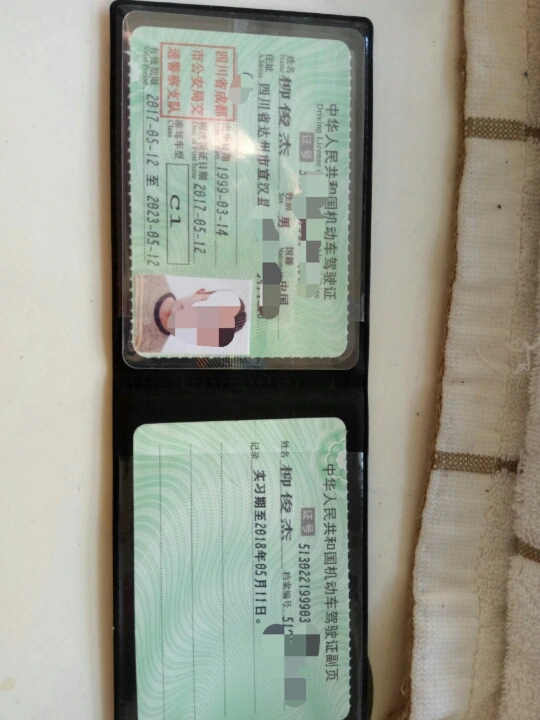 中华人民共和国机动车驾驶证
Driving License
证号 5
姓名 柳俊杰 性别 男 国籍 中国
Name
住址 四川省达州市宣汉县
Address
1999-03-14
初次领证日期 2017-05-12
四川省成都
市公安局交
通警察支队
准驾车型 C1
Class
有效期限 2017-05-12 至 2023-05-12
Valid Period
中华人民共和国机动车驾驶证副页
证号 513022199903
姓名 柳俊杰 档案编号 51
记录 实习期至2018年05月11日。